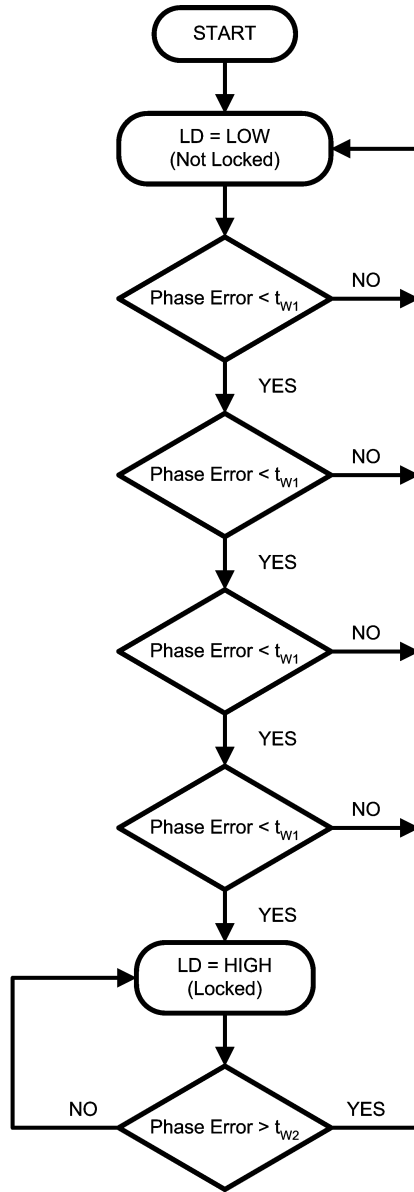 START
LD = LOW
(Not Locked)
Phase Error < tW1
NO
YES
Phase Error < tW1
NO
YES
Phase Error < tW1
NO
YES
Phase Error < tW1
NO
YES
LD = HIGH
(Locked)
NO
Phase Error > tW2
YES